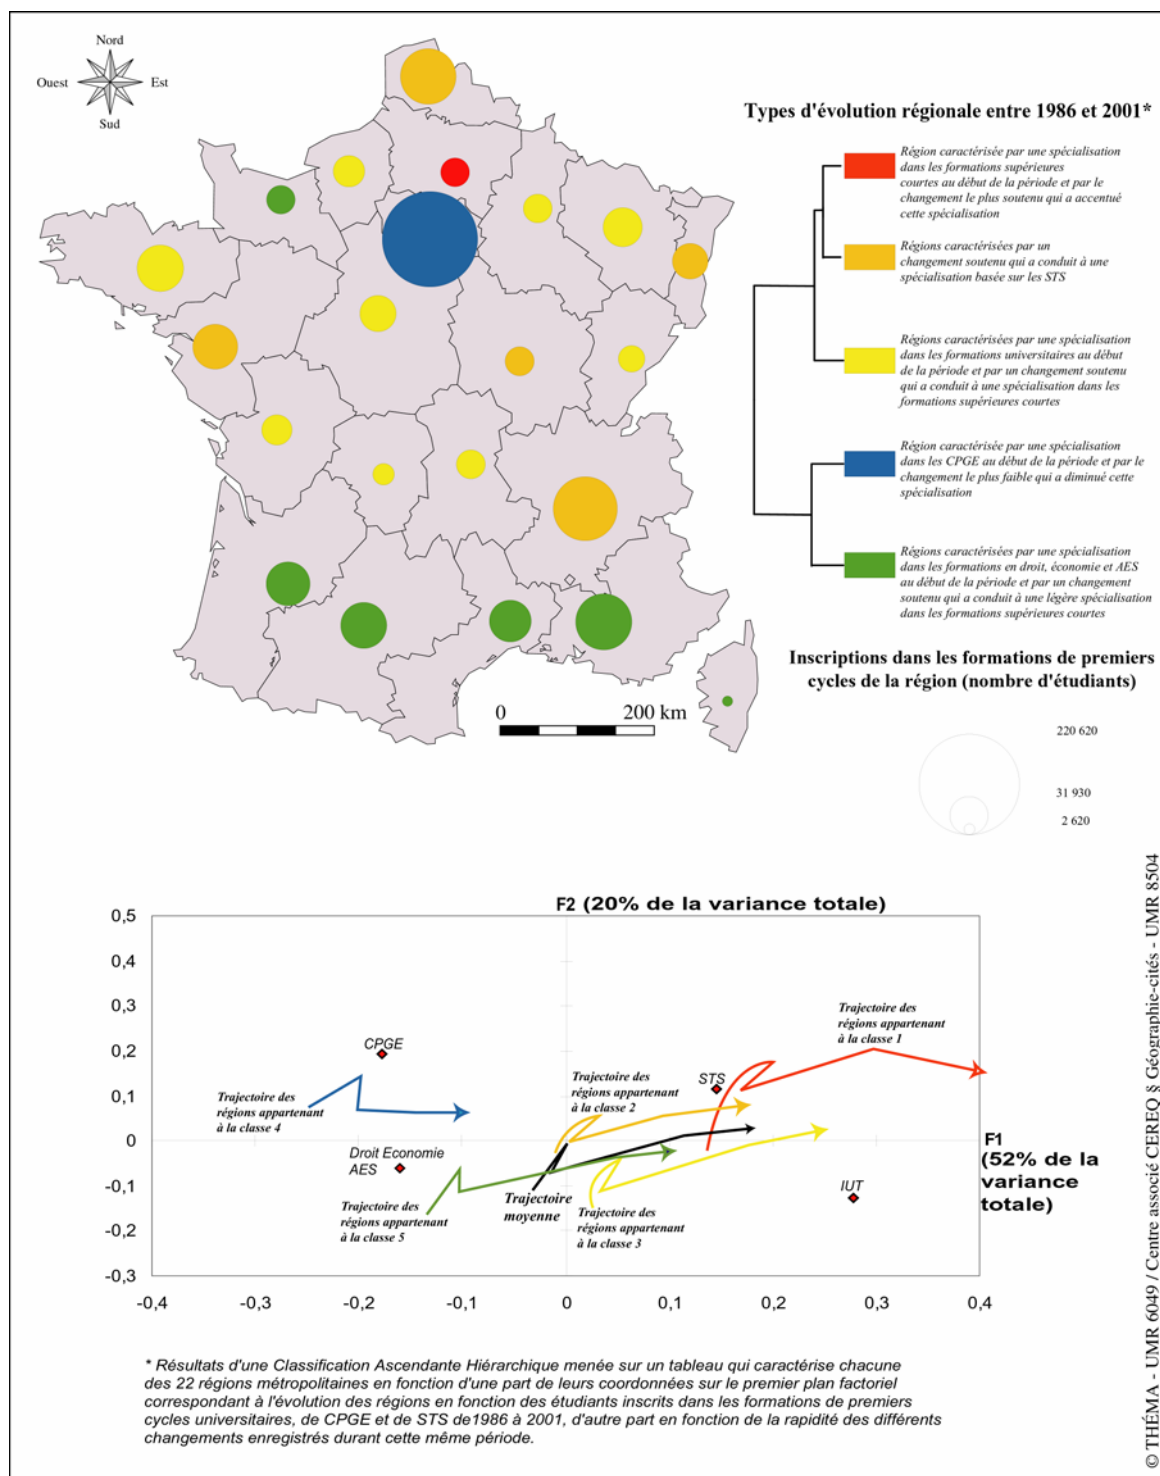 Nord
Ouest
Est
Sud
Types d'évolution régionale entre 1986 et 2001*
Région caractérisée par une spécialisation
dans les formations supérieures
courtes au début de la période et par le
changement le plus soutenu qui a accentué
cette spécialisation
Régions caractérisées par un
changement soutenu qui a conduit à une
spécialisation basée sur les STS
Régions caractérisées par une spécialisation
dans les formations universitaires au début
de la période et par un changement soutenu
qui a conduit à une spécialisation dans les
formations supérieures courtes
Région caractérisée par une spécialisation
dans les CPGE au début de la période et par le
changement le plus faible qui a diminué cette
spécialisation
Régions caractérisées par une spécialisation
dans les formations en droit, économie et AES
au début de la période et par un changement
soutenu qui a conduit à une légère spécialisation
dans les formations supérieures courtes
Inscriptions dans les formations de premiers
cycles de la région (nombre d'étudiants)
220 620
31 930
2 620
0 200 km
F2 (20% de la variance totale)
0,5
0,4
0,3
0,2
0,1
0
-0,1
-0,2
-0,3
-0,4
-0,3
-0,2
-0,1
0
0,1
0,2
0,3
0,4
F1
(52% de la
variance
totale)
CPGE
Trajectoire des
régions appartenant
à la classe 4
Droit Economie
AES
Trajectoire des
régions appartenant
à la classe 5
Trajectoire
moyenne
Trajectoire des
régions appartenant
à la classe 2
Trajectoire des
régions appartenant
à la classe 3
STS
Trajectoire des
régions appartenant
à la classe 1
IUT
* Résultats d'une Classification Ascendante Hiérarchique menée sur un tableau qui caractérise chacune
des 22 régions métropolitaines en fonction d'une part de leurs coordonnées sur le premier plan factoriel
correspondant à l'évolution des régions en fonction des étudiants inscrits dans les formations de premiers
cycles universitaires, de CPGE et de STS de1986 à 2001, d'autre part en fonction de la rapidité des différents
changements enregistrés durant cette même période.
© THÉMA - UMR 6049 / Centre associé CEREQ § Géographie-cités - UMR 8504